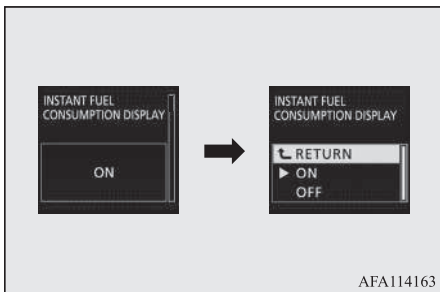 INSTANT FUEL
CONSUMPTION DISPLAY
ON
INSTANT FUEL
CONSUMPTION DISPLAY
RETURN
ON
OFF
AFA114163